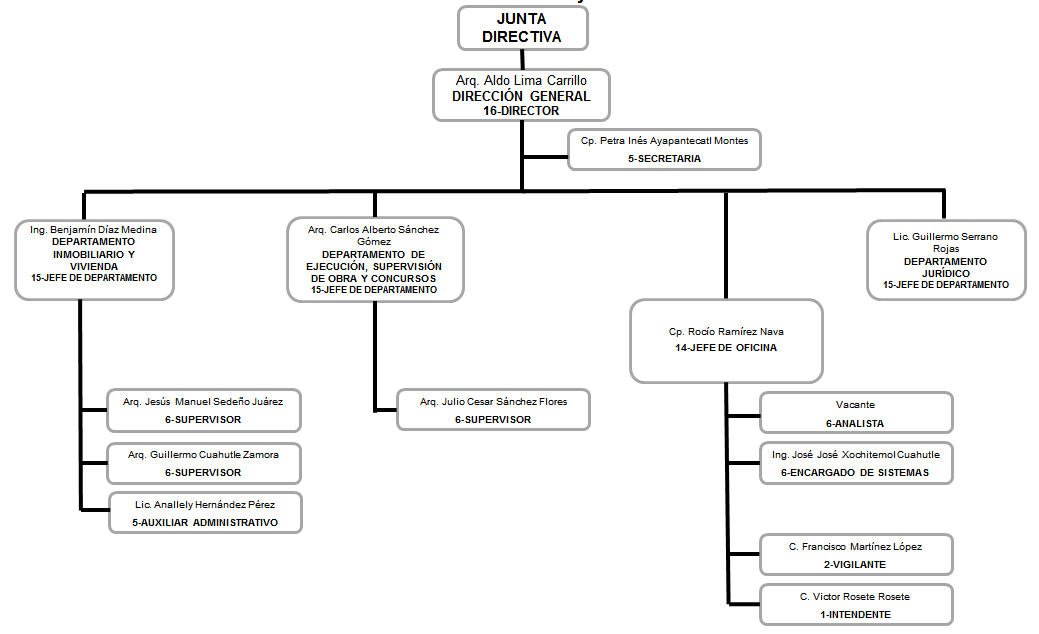 JUNTA
DIRECTIVA
Arq. Aldo Lima Carrillo
DIRECCIÓN GENERAL
16-DIRECTOR
Cp. Petra Inés Ayapantecatl Montes
5-SECRETARIA
Ing. Benjamín Díaz Medina
DEPARTAMENTO
INMOBILIARIO Y
VIVIENDA
15-JEFE DE DEPARTAMENTO
Arq. Carlos Alberto Sánchez
Gómez
DEPARTAMENTO DE
EJECUCIÓN, SUPERVISIÓN
DE OBRA Y CONCURSOS
15-JEFE DE DEPARTAMENTO
Lic. Guillermo Serrano
Rojas
DEPARTAMENTO
JURÍDICO
15-JEFE DE DEPARTAMENTO
Cp. Rocío Ramírez Nava
14-JEFE DE OFICINA
Arq. Jesús Manuel Sedeño Juárez
6-SUPERVISOR
Arq. Guillermo Cuahutle Zamora
6-SUPERVISOR
Lic. Anallely Hernández Pérez
5-AUXILIAR ADMINISTRATIVO
Arq. Julio Cesar Sánchez Flores
6-SUPERVISOR
Vacante
6-ANALISTA
Ing. José José Xochitemol Cuahutle
6-ENCARGADO DE SISTEMAS
C. Francisco Martínez López
2-VIGILANTE
C. Victor Rosete Rosete
1-INTENDENTE